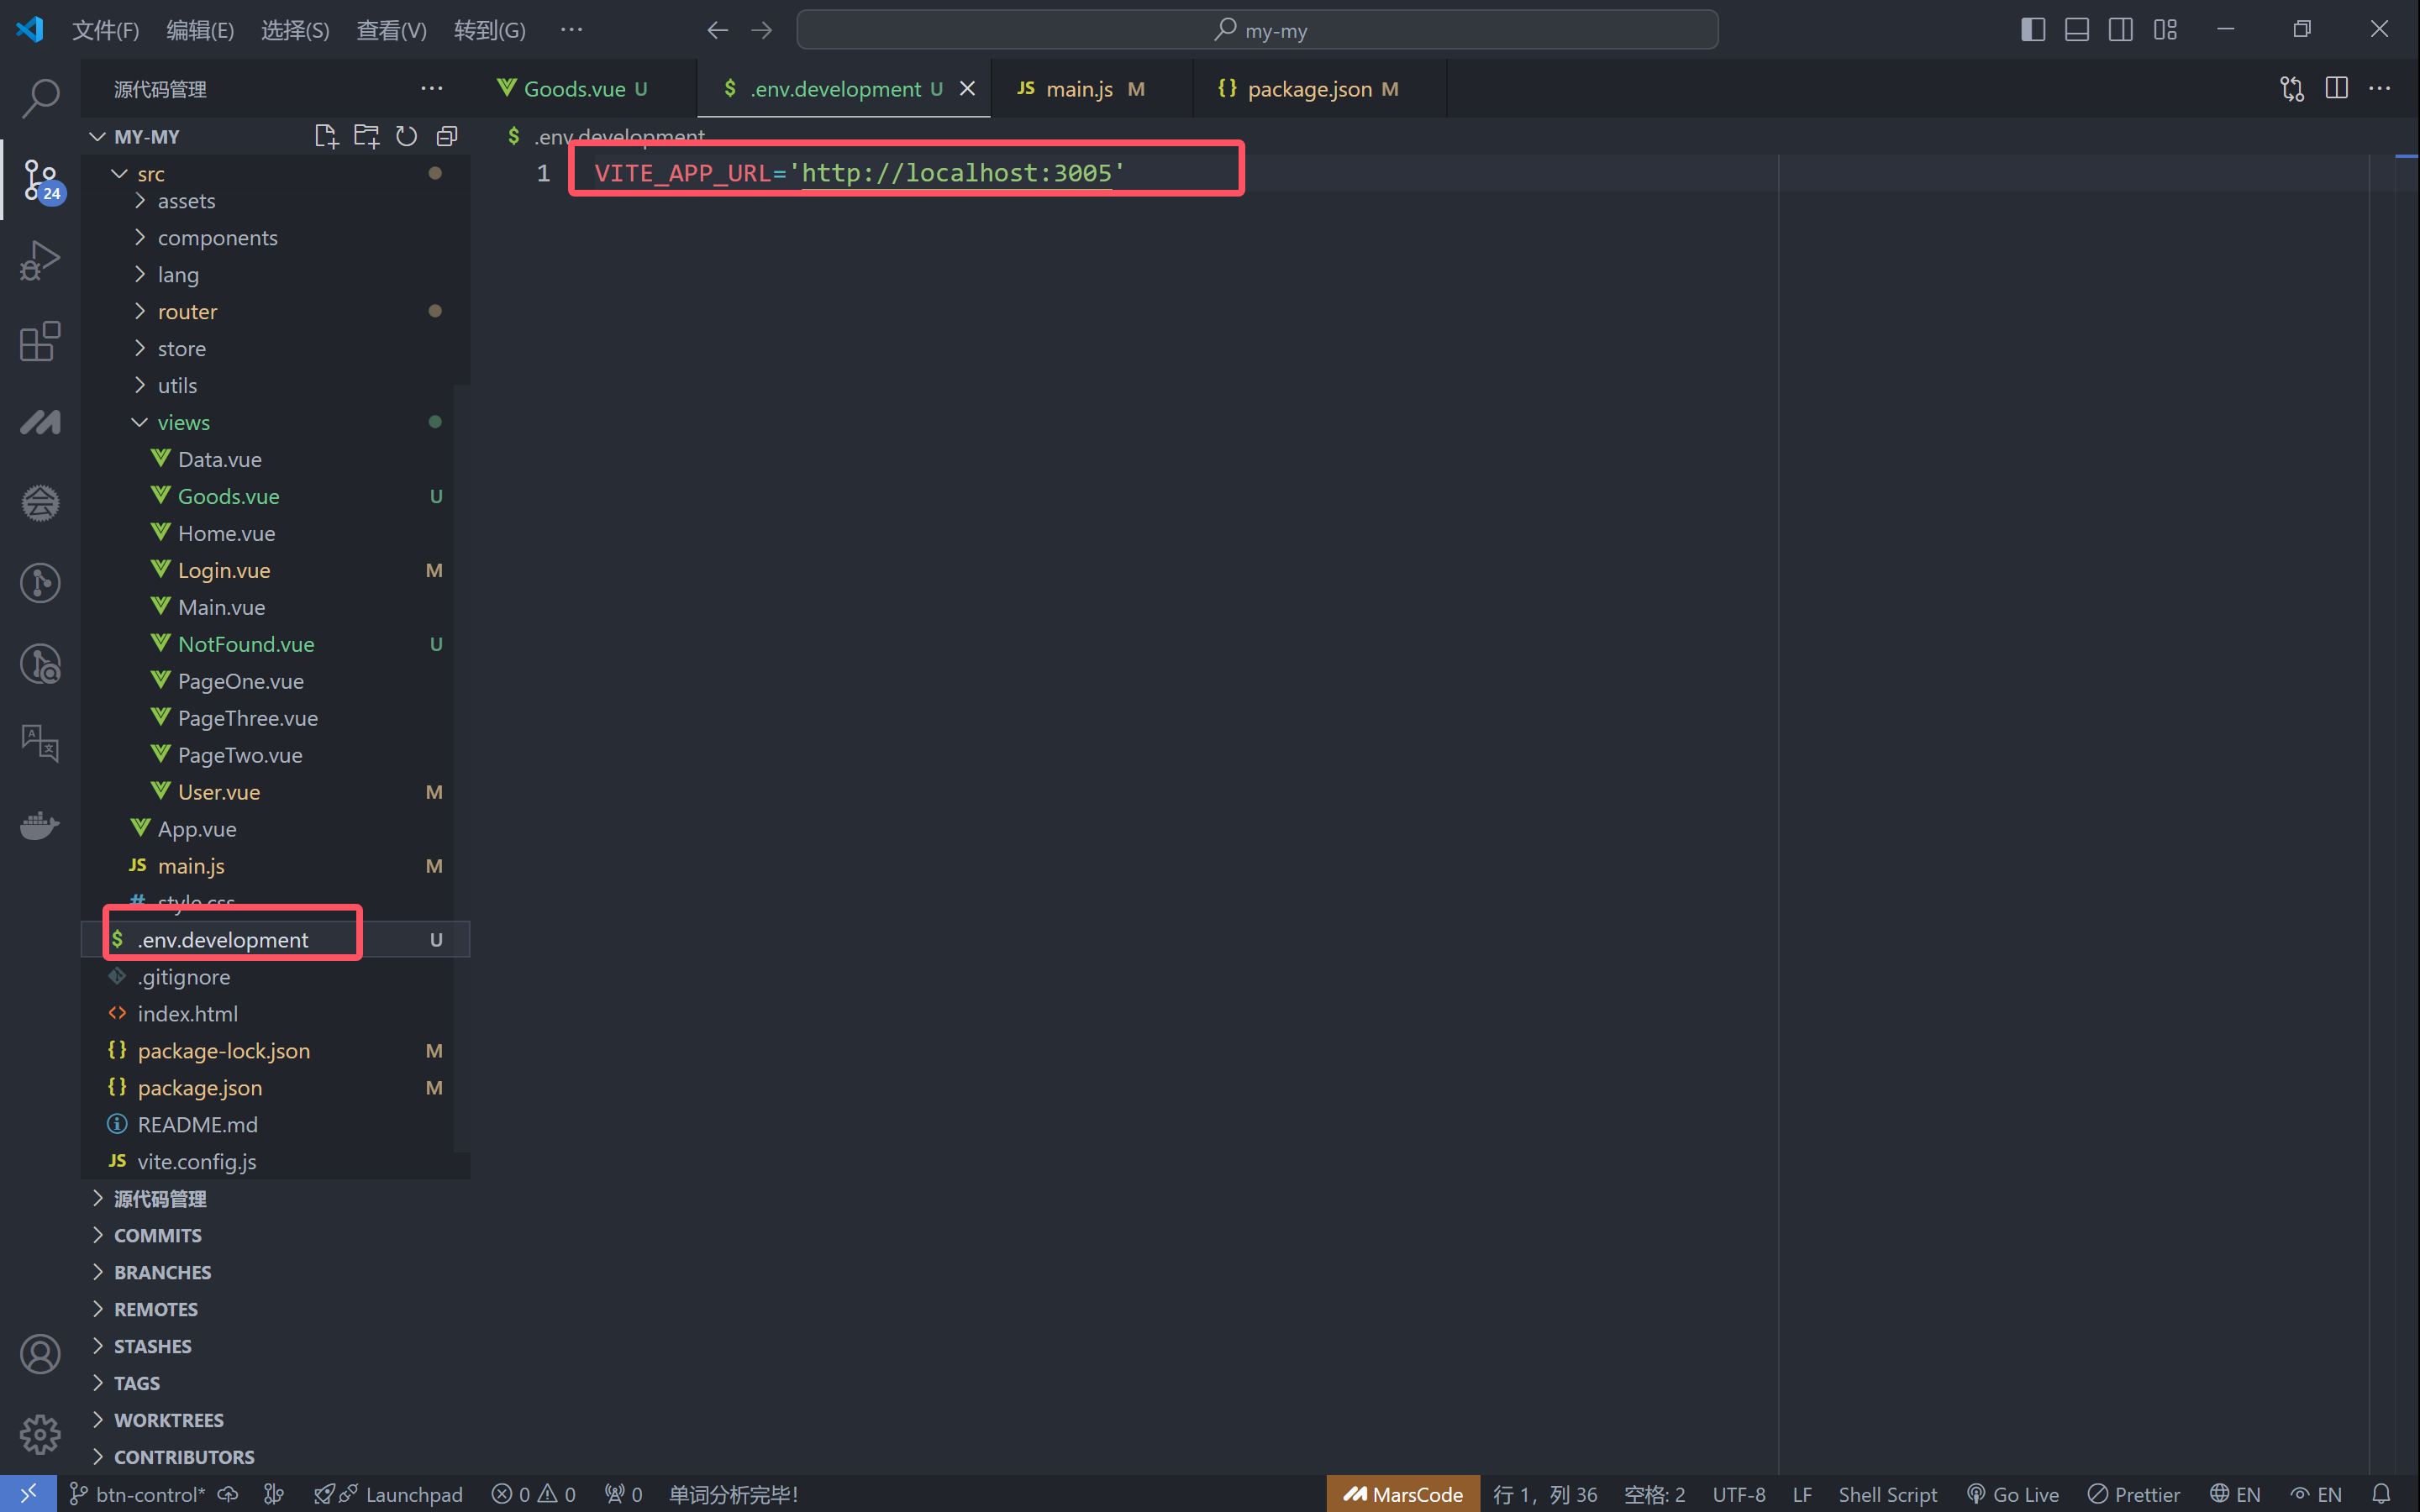 文件(F) 编辑(E) 选择(S) 查看(V) 转到(G) ··· my-my
源代码管理 ···
Goods.vue U
$ .env.development U
JS main.js M
{} package.json M
MY-MY
$ .env.development
1 VITE_APP_URL='http://localhost:3005'
24
src
assets
components
lang
router
store
utils
views
Data.vue
Goods.vue U
Home.vue
Login.vue M
Main.vue
NotFound.vue U
PageOne.vue
PageThree.vue
PageTwo.vue
User.vue M
App.vue
JS main.js M
# style.css
$ .env.development U
.gitignore
<> index.html
{} package-lock.json M
{} package.json M
README.md
JS vite.config.js
源代码管理
COMMITS
BRANCHES
REMOTES
STASHES
TAGS
WORKTREES
CONTRIBUTORS
btn-control* Launchpad 0 0 0 单词分析完毕! MarsCode 行 1，列 36 空格: 2 UTF-8 LF Shell Script Go Live Prettier EN EN